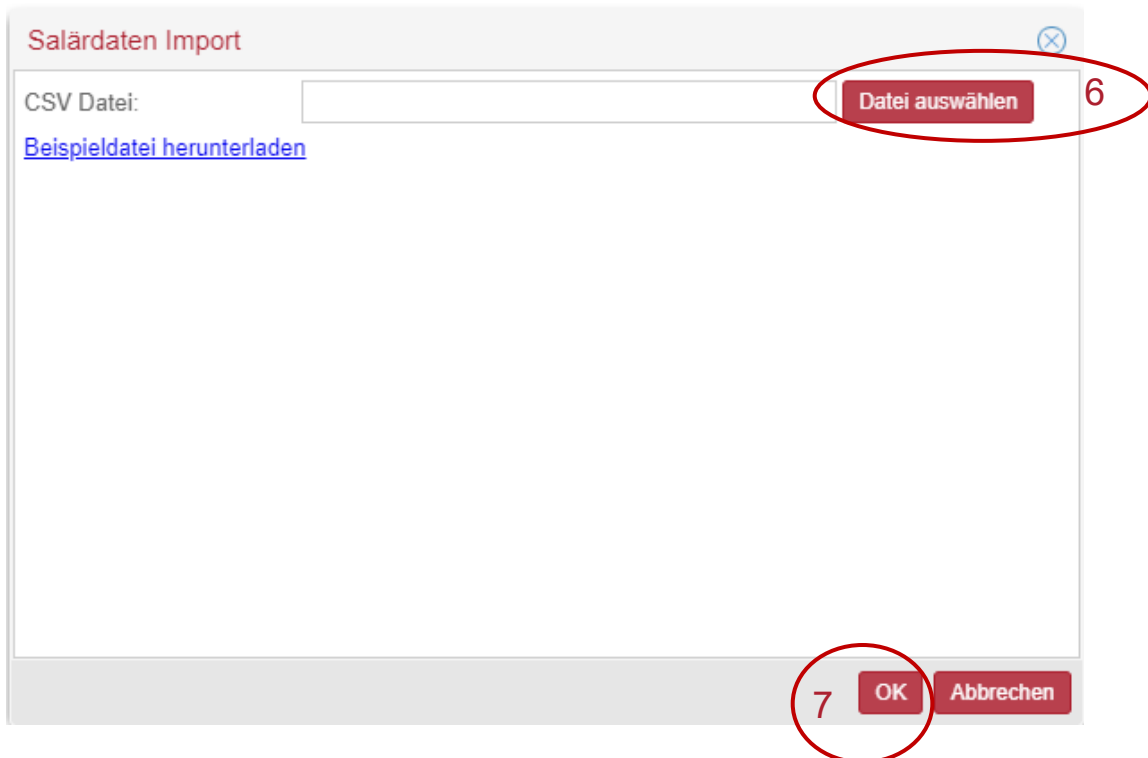 Salärdaten Import
CSV Datei:
Datei auswählen
6
Beispieldatei herunterladen
7
OK
Abbrechen